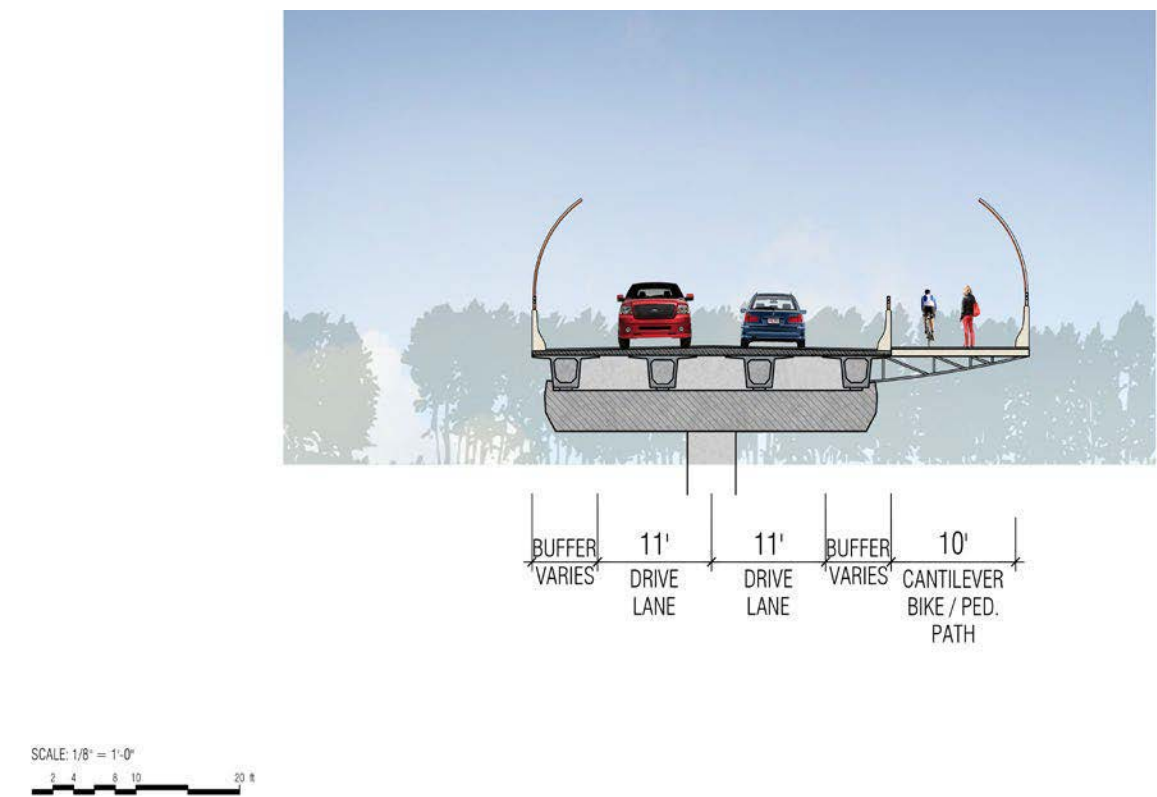 BUFFER
VARIES
11'
DRIVE
LANE
11'
DRIVE
LANE
BUFFER
VARIES
10'
CANTILEVER
BIKE / PED.
PATH
SCALE: 1/8" = 1'-0"
2 4 8 10 20 ft